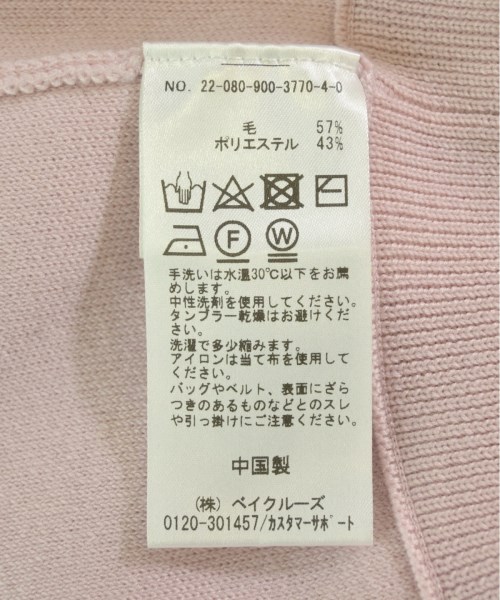 NO. 22-080-900-3770-4-0
毛 57%
ポリエステル 43%
F W
手洗いは水温30℃以下をお薦
めします。
中性洗剤を使用してください。
タンブラー乾燥はお避けくだ
さい。
洗濯で多少縮みます。
アイロンは当て布を使用して
ください。
バッグやベルト、表面にざら
つきのあるものなどとのスレ
や引っ掛けにご注意ください。
中国製
(株) ベイクルーズ
0120-301457/カスタマーサポート